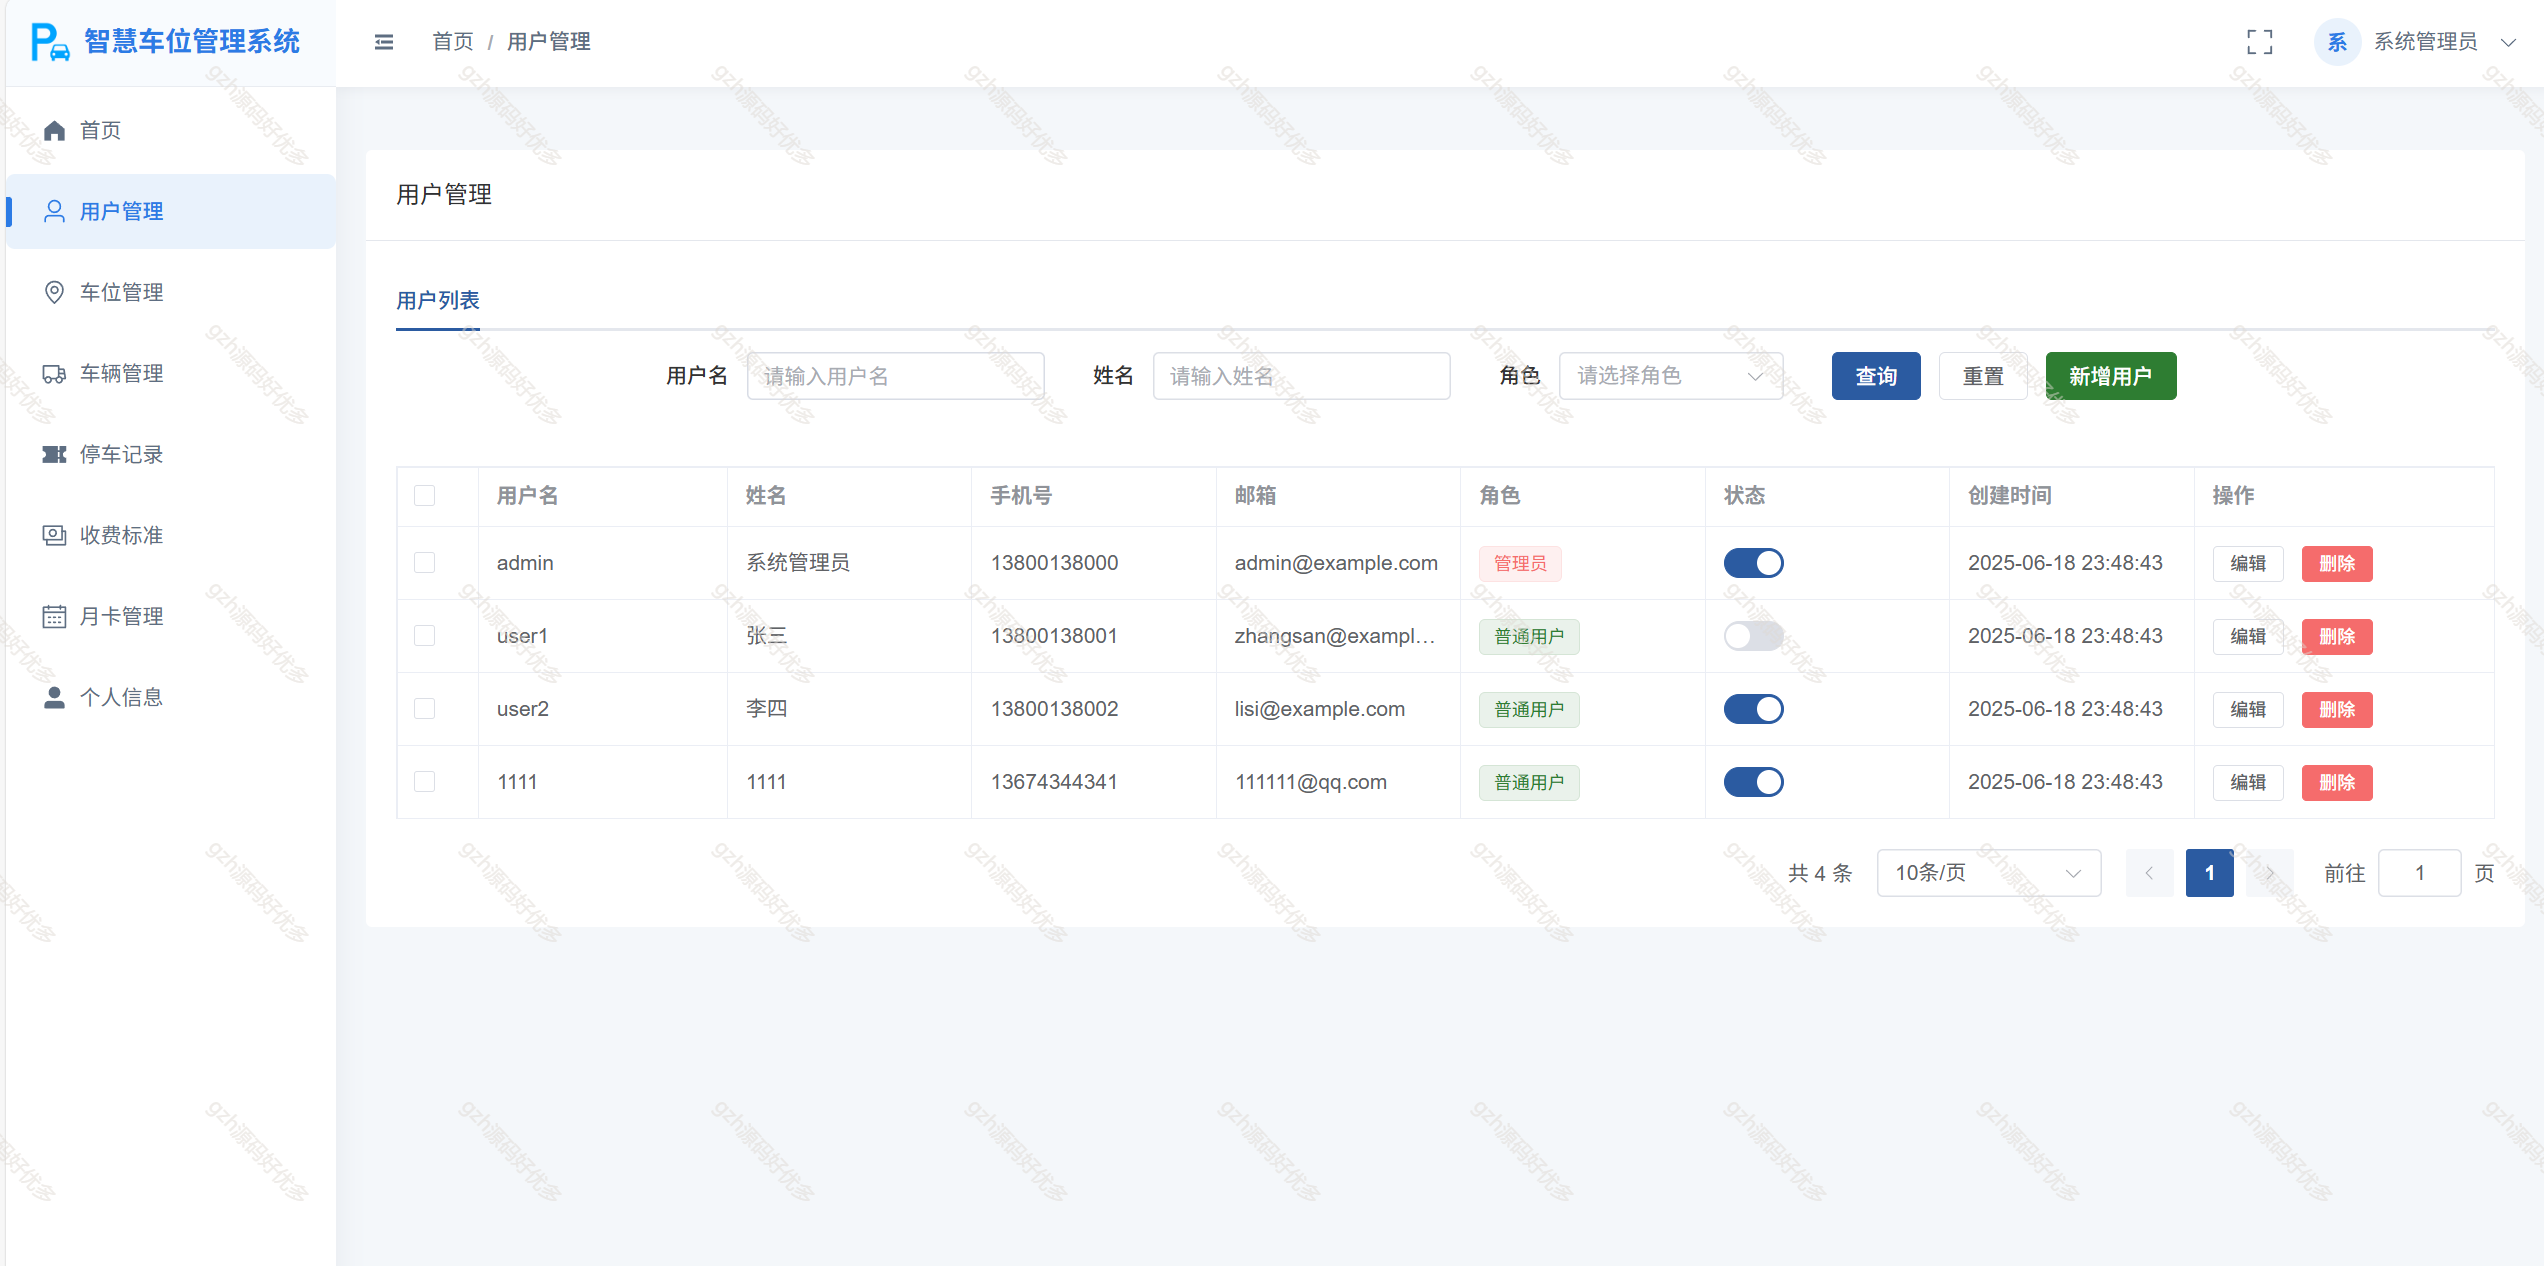 智慧车位管理系统
首页 / 用户管理
系 系统管理员
首页
用户管理
车位管理
车辆管理
停车记录
收费标准
月卡管理
个人信息
用户管理
用户列表
用户名 请输入用户名 姓名 请输入姓名 角色 请选择角色 查询 重置 新增用户
用户名 姓名 手机号 邮箱 角色 状态 创建时间 操作
admin 系统管理员 13800138000 admin@example.com 管理员 2025-06-18 23:48:43 编辑 删除
user1 张三 13800138001 zhangsan@exampl... 普通用户 2025-06-18 23:48:43 编辑 删除
user2 李四 13800138002 lisi@example.com 普通用户 2025-06-18 23:48:43 编辑 删除
1111 1111 13674344341 111111@qq.com 普通用户 2025-06-18 23:48:43 编辑 删除
共 4 条 10条/页 1 前往 1 页
gzh源码好优多